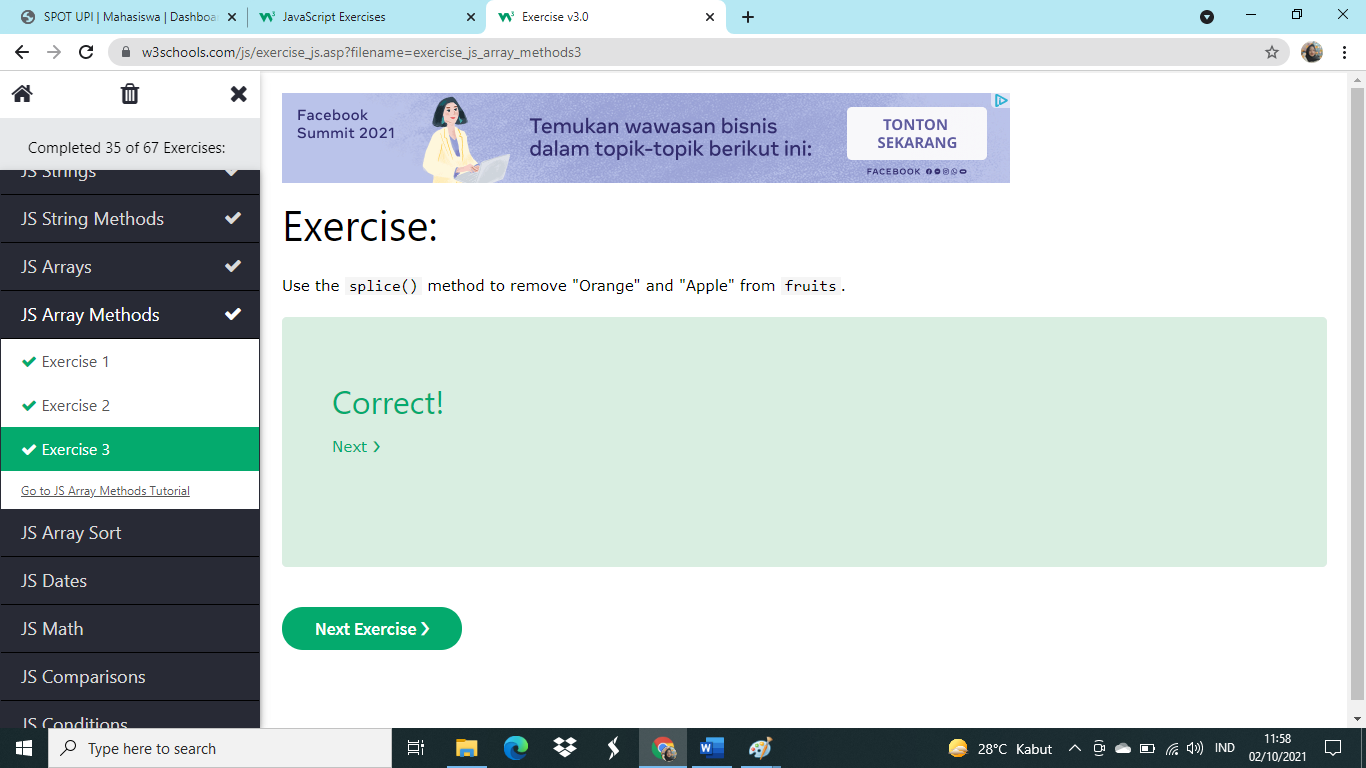 SPOT UPI | Mahasiswa | Dashboa
JavaScript Exercises
Exercise v3.0
w3schools.com/js/exercise_js.asp?filename=exercise_js_array_methods3
Completed 35 of 67 Exercises:
JS Strings
JS String Methods
JS Arrays
JS Array Methods
Exercise 1
Exercise 2
Exercise 3
Go to JS Array Methods Tutorial
JS Array Sort
JS Dates
JS Math
JS Comparisons
JS Conditions
Facebook
Summit 2021
Temukan wawasan bisnis
dalam topik-topik berikut ini:
TONTON
SEKARANG
FACEBOOK
Exercise:
Use the splice() method to remove "Orange" and "Apple" from fruits.
Correct!
Next ❯
Next Exercise ❯
Type here to search
28°C Kabut
IND
11:58
02/10/2021